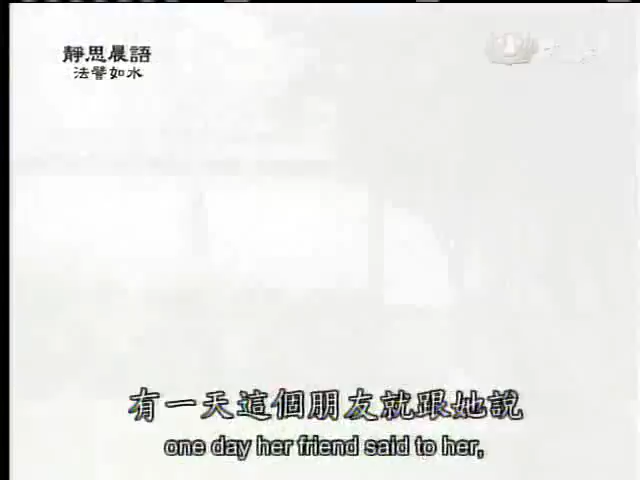 靜思晨語
法譬如水
有一天這個朋友就跟她說
one day her friend said to her,